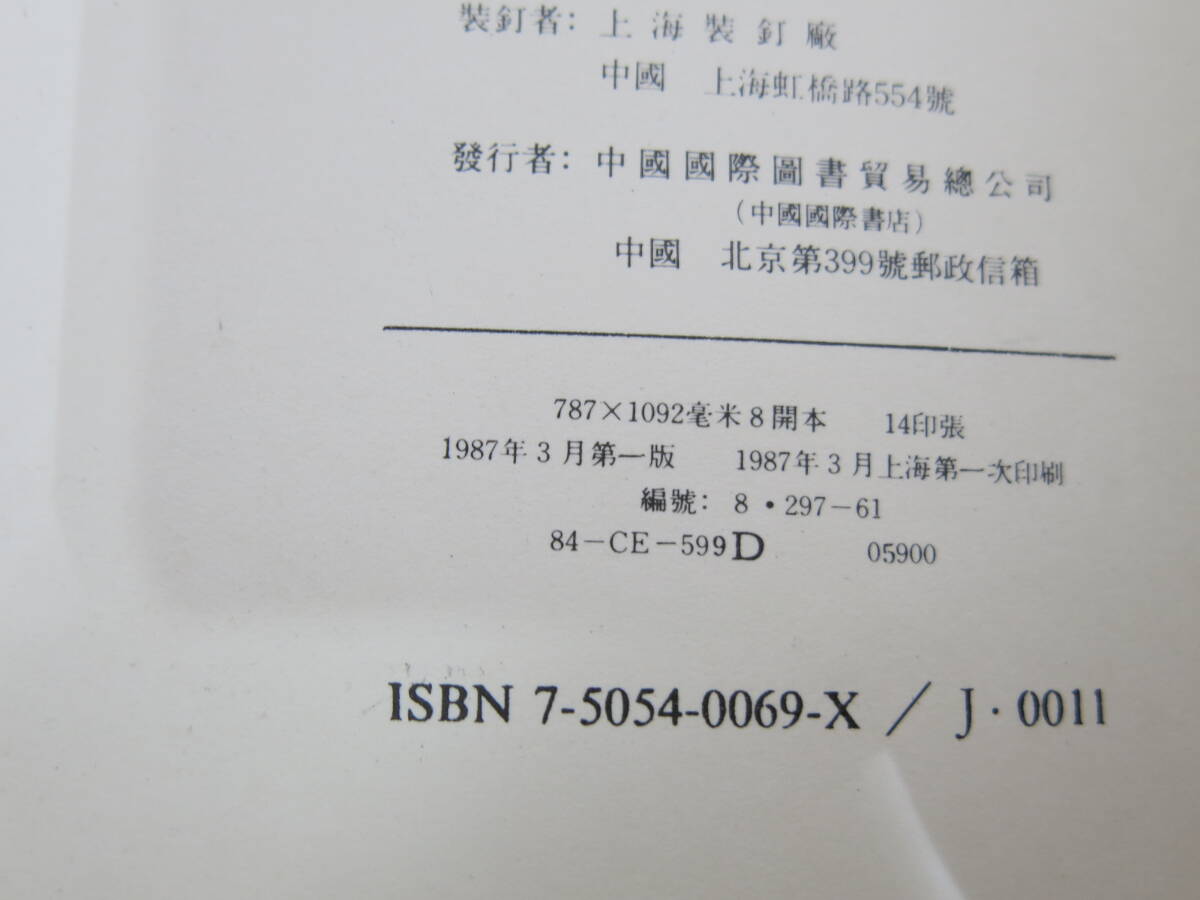 裝釘者: 上海裝釘廠
中國 上海虹橋路554號
發行者: 中國國際圖書貿易總公司
(中國國際書店)
中國 北京第399號郵政信箱
787×1092毫米8開本 14印張
1987年3月第一版 1987年3月上海第一次印刷
編號: 8・297-61
84-CE-599D 05900
ISBN 7-5054-0069-X / J・0011